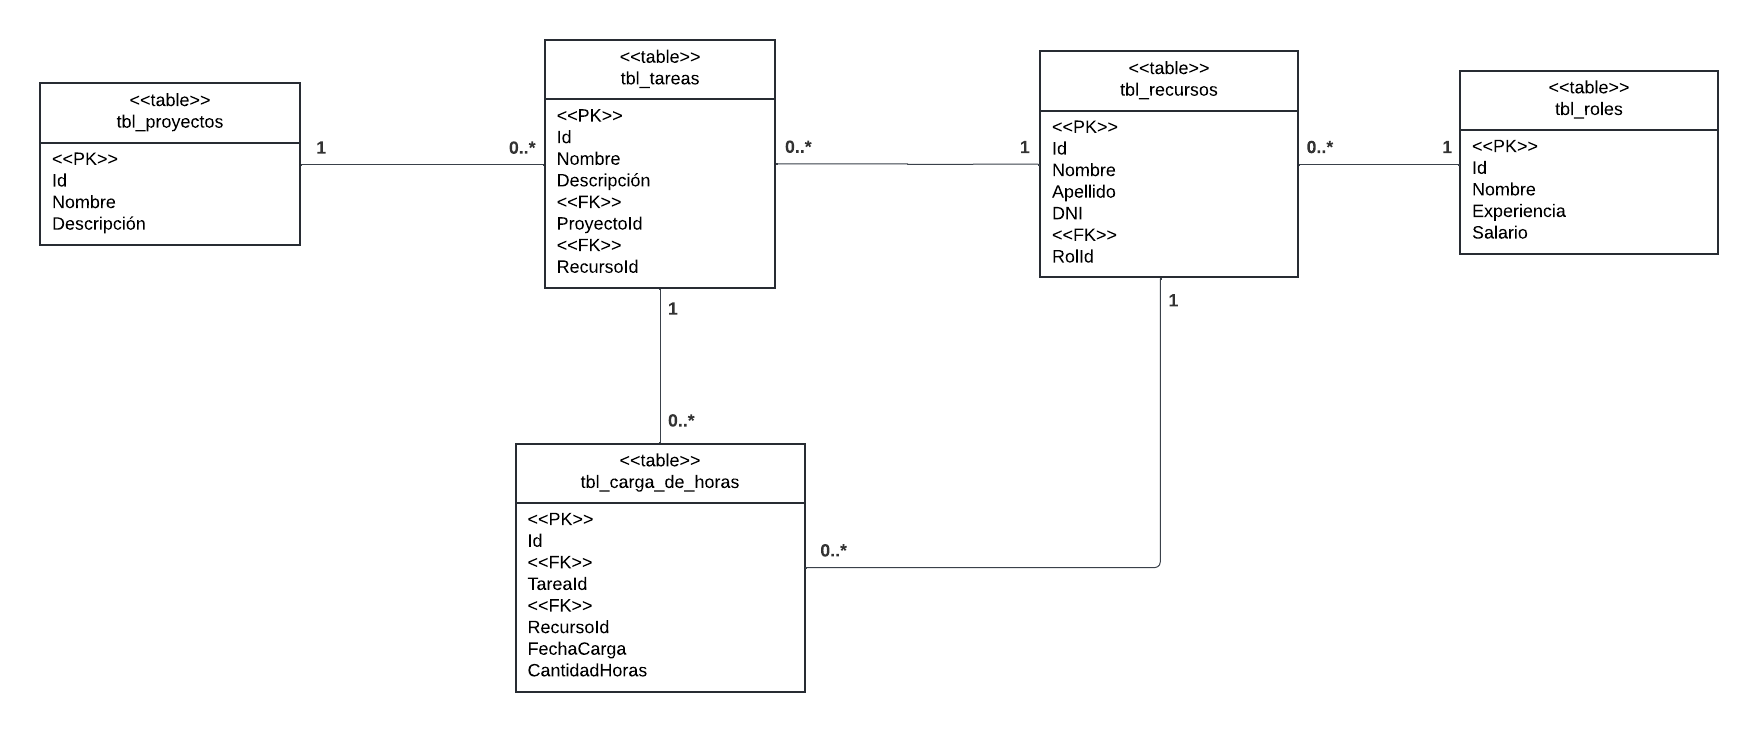 <<table>>
tbl_proyectos
<<PK>>
Id
Nombre
Descripción
1
0..*
<<table>>
tbl_tareas
<<PK>>
Id
Nombre
Descripción
<<FK>>
ProyectoId
<<FK>>
RecursoId
0..*
1
<<table>>
tbl_recursos
<<PK>>
Id
Nombre
Apellido
DNI
<<FK>>
RolId
0..*
1
<<table>>
tbl_roles
<<PK>>
Id
Nombre
Experiencia
Salario
1
0..*
1
<<table>>
tbl_carga_de_horas
<<PK>>
Id
<<FK>>
TareaId
<<FK>>
RecursoId
FechaCarga
CantidadHoras
0..*